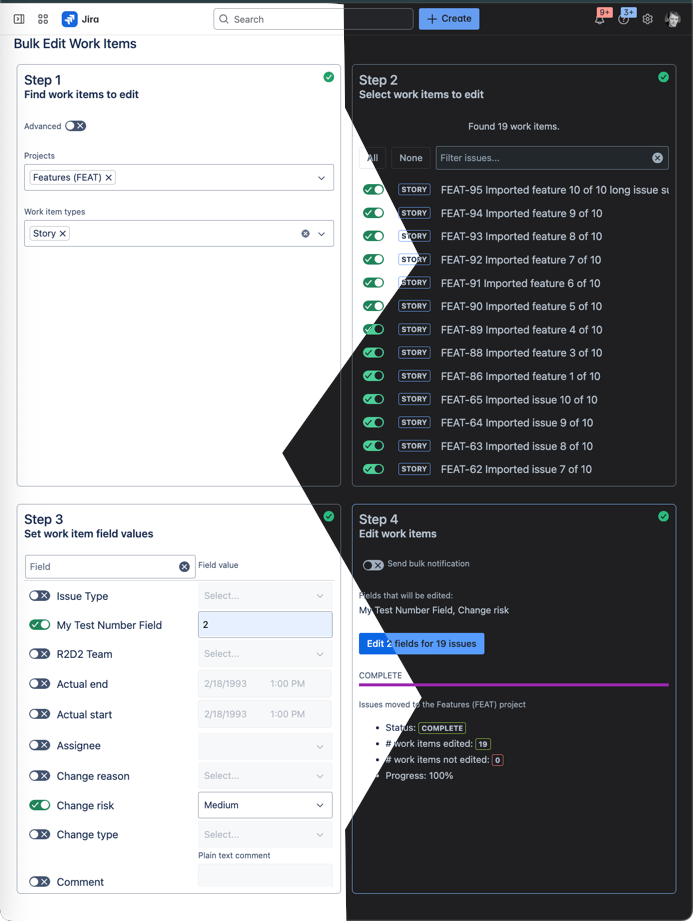 Jira
Search
+ Create
9+
3+
Bulk Edit Work Items
Step 1
Find work items to edit
Advanced
Projects
Features (FEAT)
Work item types
Story
Step 2
Select work items to edit
Found 19 work items.
All None Filter issues...
STORY FEAT-95 Imported feature 10 of 10 long issue su
STORY FEAT-94 Imported feature 9 of 10
STORY FEAT-93 Imported feature 8 of 10
STORY FEAT-92 Imported feature 7 of 10
STORY FEAT-91 Imported feature 6 of 10
STORY FEAT-90 Imported feature 5 of 10
STORY FEAT-89 Imported feature 4 of 10
STORY FEAT-88 Imported feature 3 of 10
STORY FEAT-86 Imported feature 1 of 10
STORY FEAT-65 Imported issue 10 of 10
STORY FEAT-64 Imported issue 9 of 10
STORY FEAT-63 Imported issue 8 of 10
STORY FEAT-62 Imported issue 7 of 10
Step 3
Set work item field values
Field Field value
Issue Type Select...
My Test Number Field 2
R2D2 Team Select...
Actual end 2/18/1993 1:00 PM
Actual start 2/18/1993 1:00 PM
Assignee
Change reason Select...
Change risk Medium
Change type Select...
Plain text comment
Comment
Step 4
Edit work items
Send bulk notification
Fields that will be edited:
My Test Number Field, Change risk
Edit 2 fields for 19 issues
COMPLETE
Issues moved to the Features (FEAT) project
Status: COMPLETE
# work items edited: 19
# work items not edited: 0
Progress: 100%